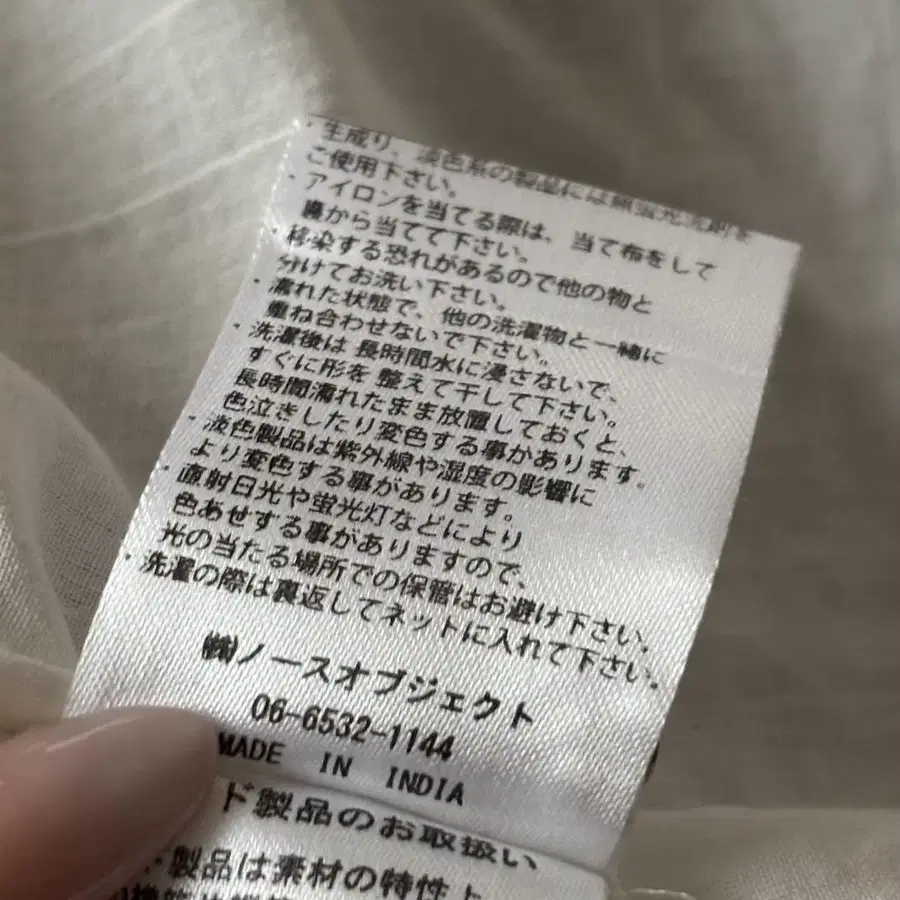 ・生成り、淡色系の製品には無蛍光洗剤を
ご使用下さい。
・アイロンを当てる際は、当て布をして
裏から当てて下さい。
・移染する恐れがあるので他の物と
分けてお洗い下さい。
・濡れた状態で、他の洗濯物と一緒に
重ね合わせないで下さい。
・洗濯後は長時間水に浸さないで、
すぐに形を整えて干して下さい。
長時間濡れたまま放置しておくと、
色泣きしたり変色する事があります。
・淡色製品は紫外線や湿度の影響に
より変色する事があります。
・直射日光や蛍光灯などにより
色あせする事がありますので、
光の当たる場所での保管はお避け下さい。
・洗濯の際は裏返してネットに入れて下さい。
㈱ノースオブジェクト
06-6532-1144
MADE IN INDIA
ド製品のお取扱い
製品は素材の特性上